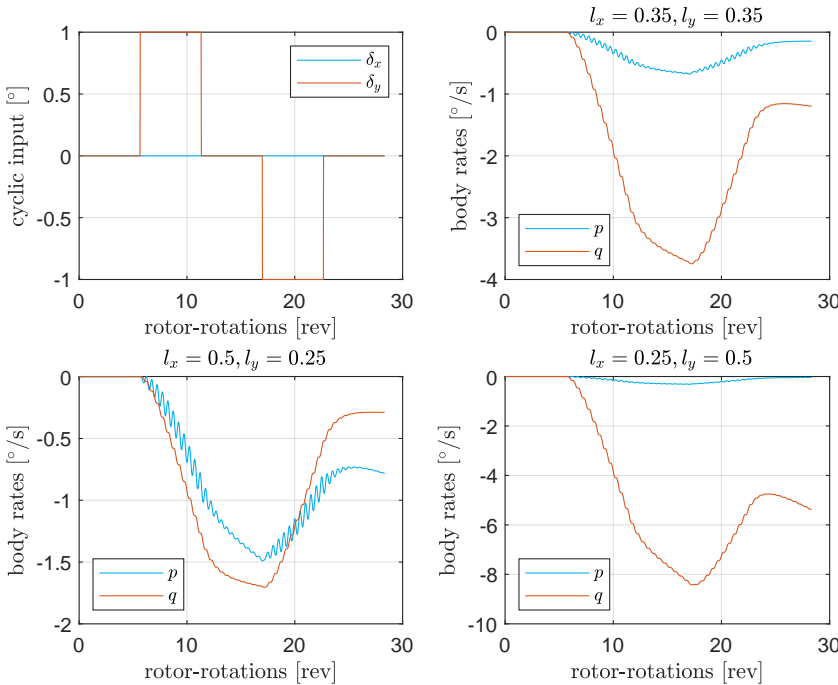 1
0.5
0
-0.5
-1
cyclic input [°]
δx
δy
0
10
20
30
rotor-rotations [rev]
lx = 0.35, ly = 0.35
0
-1
-2
-3
-4
body rates [°/s]
p
q
0
10
20
30
rotor-rotations [rev]
lx = 0.5, ly = 0.25
0
-0.5
-1
-1.5
-2
body rates [°/s]
p
q
0
10
20
30
rotor-rotations [rev]
lx = 0.25, ly = 0.5
0
-2
-4
-6
-8
-10
body rates [°/s]
p
q
0
10
20
30
rotor-rotations [rev]